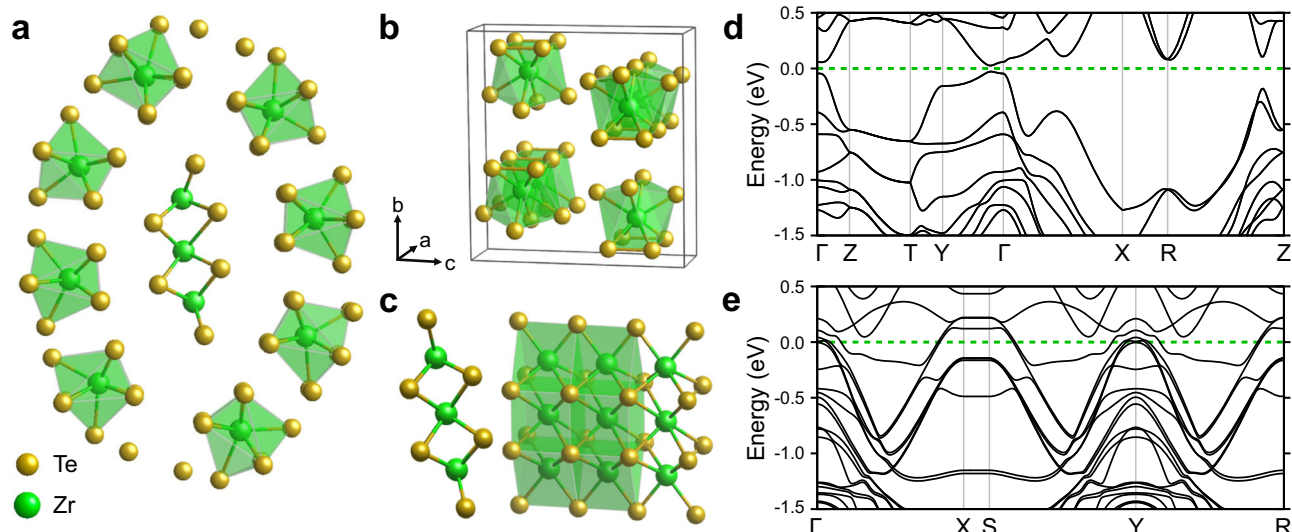 a
Te
Zr
b
b
a
c
c
d
Energy (eV)
0.5
0.0
-0.5
-1.0
-1.5
Γ Z T Y Γ X R Z
e
Energy (eV)
0.5
0.0
-0.5
-1.0
-1.5
Γ X S Y R